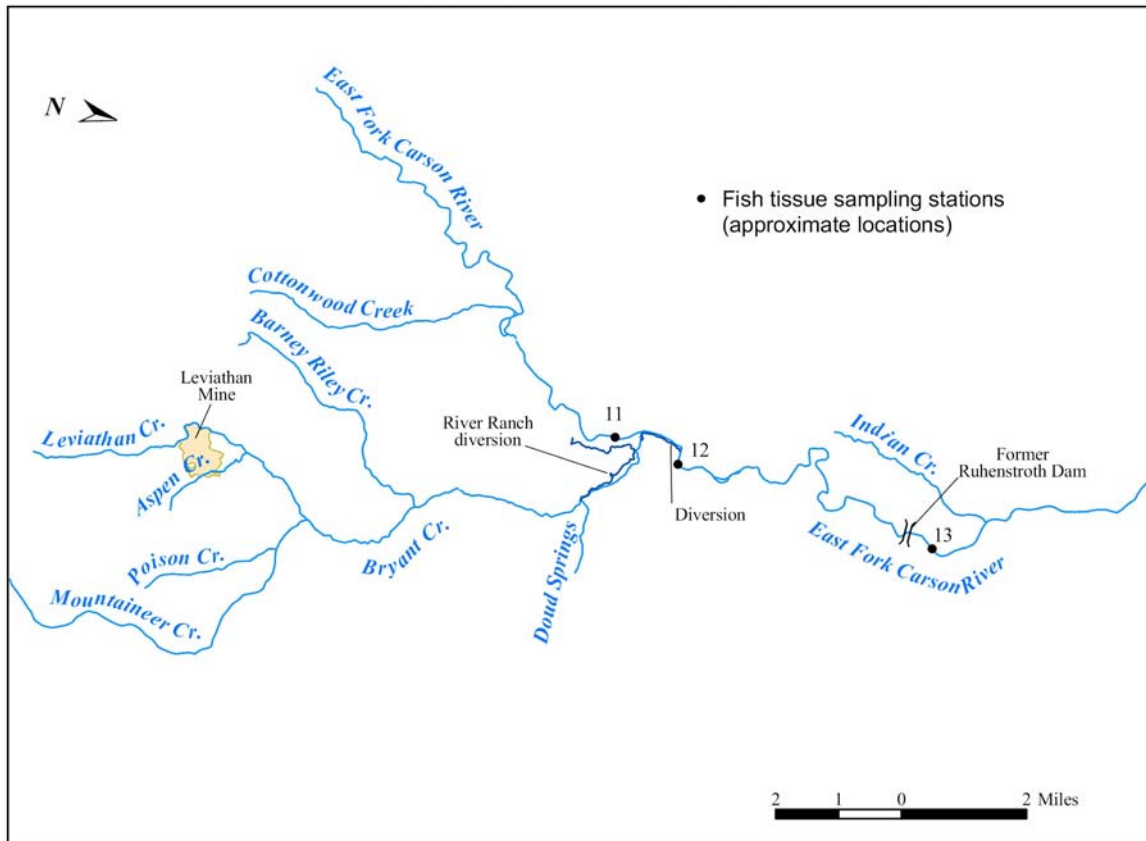 N
East Fork Carson River
• Fish tissue sampling stations
(approximate locations)
Cottonwood Creek
Barney Riley Cr.
Leviathan
Mine
Leviathan Cr.
Aspen Cr.
River Ranch
diversion
11
12
Diversion
Indian Cr.
Former
Ruhenstroth Dam
13
East Fork Carson River
Poison Cr.
Mountaineer Cr.
Bryant Cr.
Doud Springs
2 1 0 2 Miles